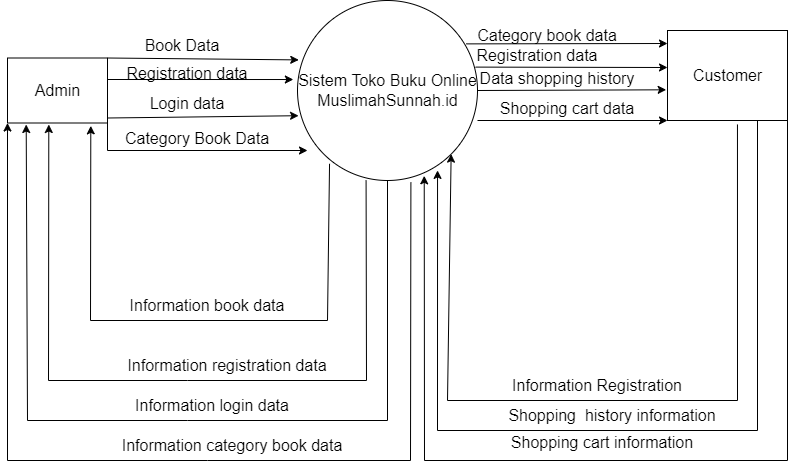 Category book data
Book Data
Registration data
Registration data
Admin
Sistem Toko Buku Online
MuslimahSunnah.id
Data shopping history
Customer
Login data
Shopping cart data
Category Book Data
Information book data
Information registration data
Information Registration
Information login data
Shopping history information
Information category book data
Shopping cart information